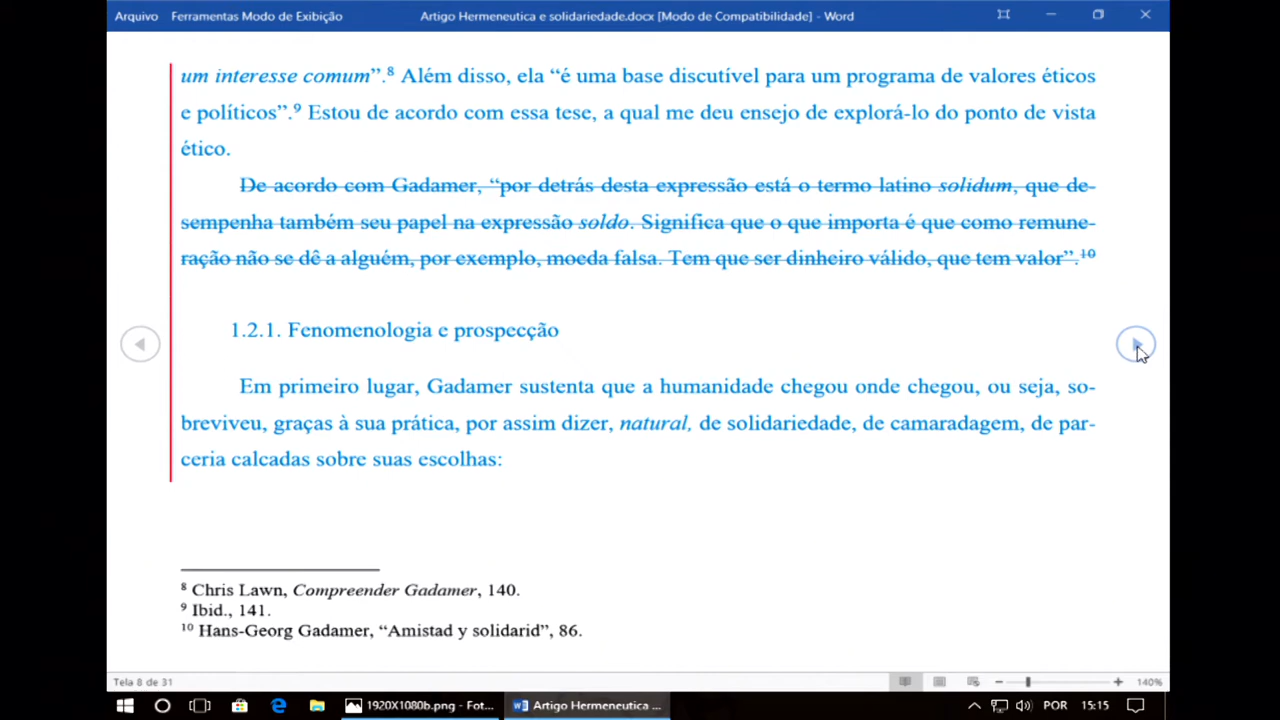 Arquivo Ferramentas Modo de Exibição Artigo Hermeneutica e solidariedade.docx [Modo de Compatibilidade] - Word
um interesse comum”.⁸ Além disso, ela “é uma base discutível para um programa de valores éticos
e políticos”.⁹ Estou de acordo com essa tese, a qual me deu ensejo de explorá-lo do ponto de vista
ético.
De acordo com Gadamer, “por detrás desta expressão está o termo latino solidum, que de-
sempenha também seu papel na expressão soldo. Significa que o que importa é que como remune-
ração não se dê a alguém, por exemplo, moeda falsa. Tem que ser dinheiro válido, que tem valor”.¹⁰
1.2.1. Fenomenologia e prospecção
Em primeiro lugar, Gadamer sustenta que a humanidade chegou onde chegou, ou seja, so-
breviveu, graças à sua prática, por assim dizer, natural, de solidariedade, de camaradagem, de par-
ceria calcadas sobre suas escolhas:
⁸ Chris Lawn, Compreender Gadamer, 140.
⁹ Ibid., 141.
¹⁰ Hans-Georg Gadamer, “Amistad y solidarid”, 86.
Tela 8 de 31 140%
1920X1080b.png - Fot... Artigo Hermeneutica ... POR 15:15